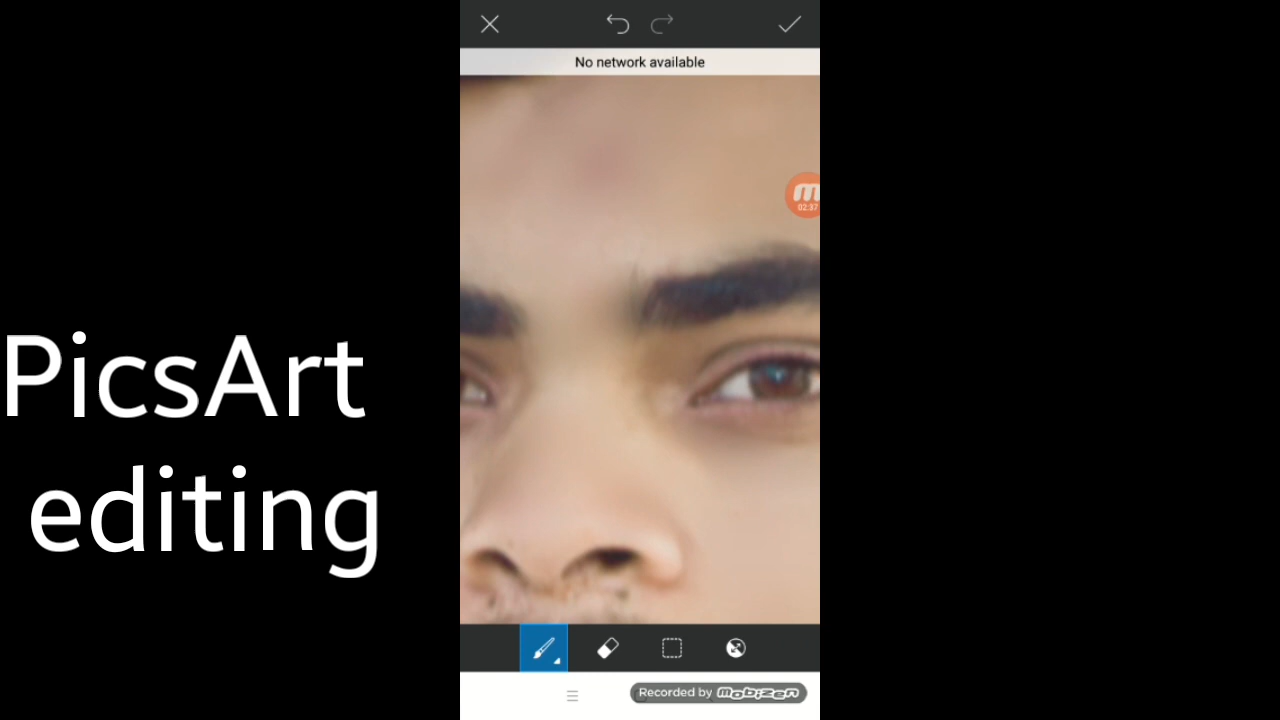 No network available
02:37
PicsArt
editing
Recorded by mobizen